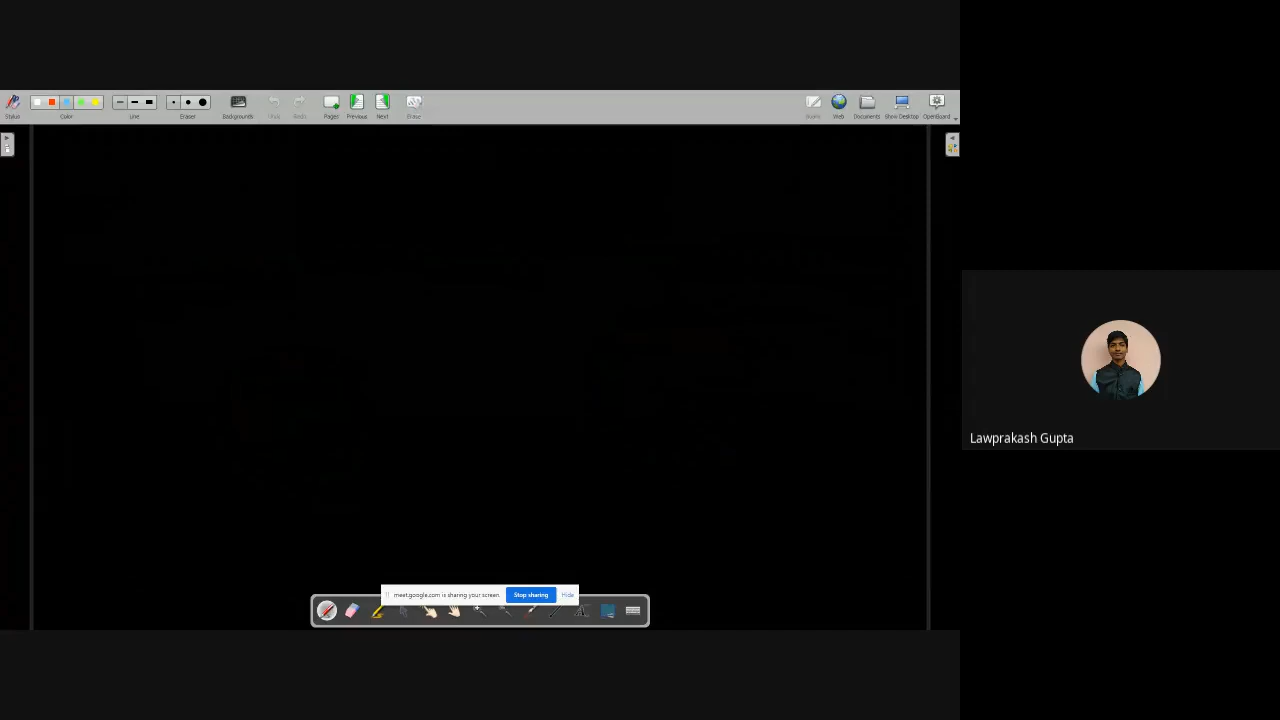 Stylus Color Line Eraser Backgrounds Undo Redo Pages Previous Next Erase Board Web Documents Show Desktop OpenBoard
Lawprakash Gupta
meet.google.com is sharing your screen. Stop sharing Hide